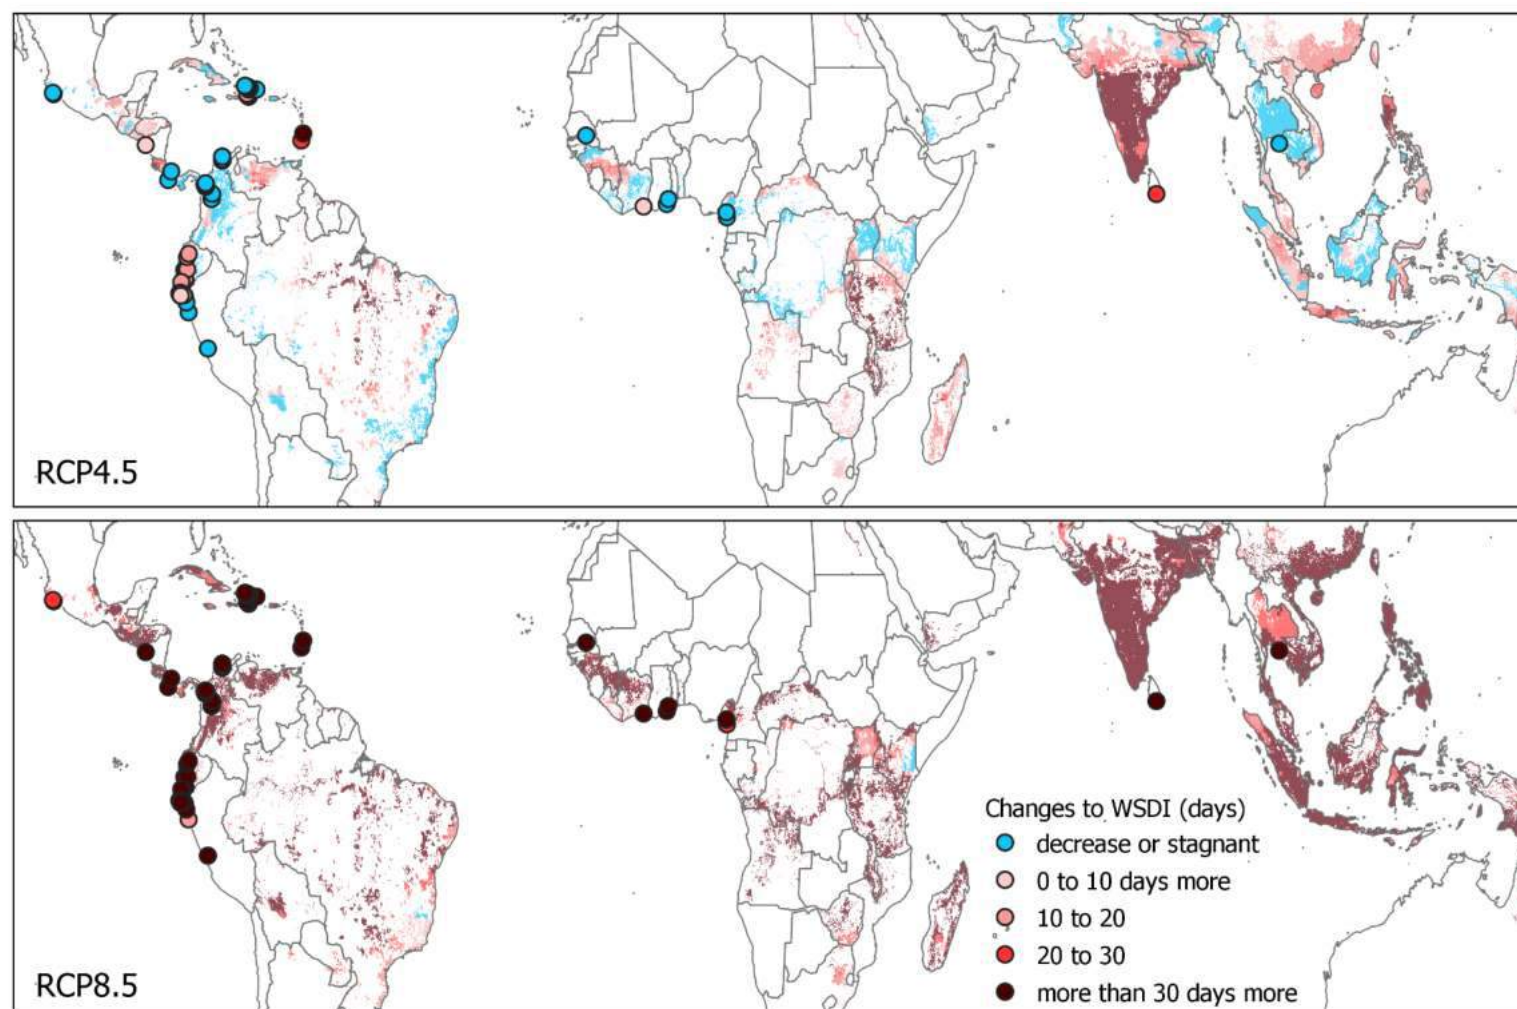 RCP4.5
RCP8.5
Changes to WSDI (days)
decrease or stagnant
0 to 10 days more
10 to 20
20 to 30
more than 30 days more